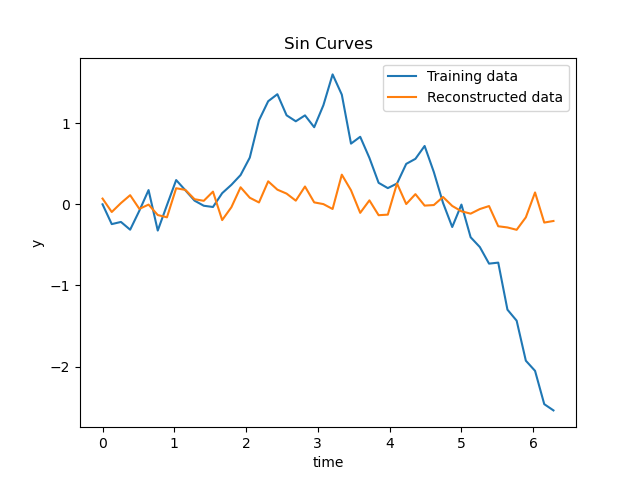 Sin Curves
Training data
Reconstructed data
y
1
0
−1
−2
0 1 2 3 4 5 6
time